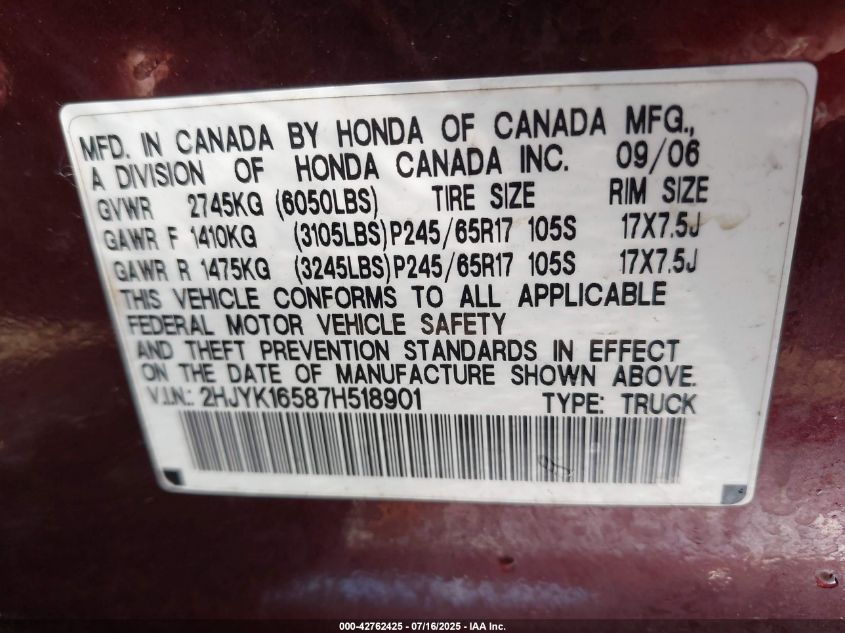 MFD. IN CANADA BY HONDA OF CANADA MFG.,
A DIVISION OF HONDA CANADA INC. 09/06
GVWR 2745KG (6050LBS) TIRE SIZE RIM SIZE
GAWR F 1410KG (3105LBS) P245/65R17 105S 17X7.5J
GAWR R 1475KG (3245LBS) P245/65R17 105S 17X7.5J
THIS VEHICLE CONFORMS TO ALL APPLICABLE
FEDERAL MOTOR VEHICLE SAFETY
AND THEFT PREVENTION STANDARDS IN EFFECT
ON THE DATE OF MANUFACTURE SHOWN ABOVE.
V.I.N.: 2HJYK16587H518901 TYPE: TRUCK
000-42762425 - 07/16/2025 - IAA Inc.